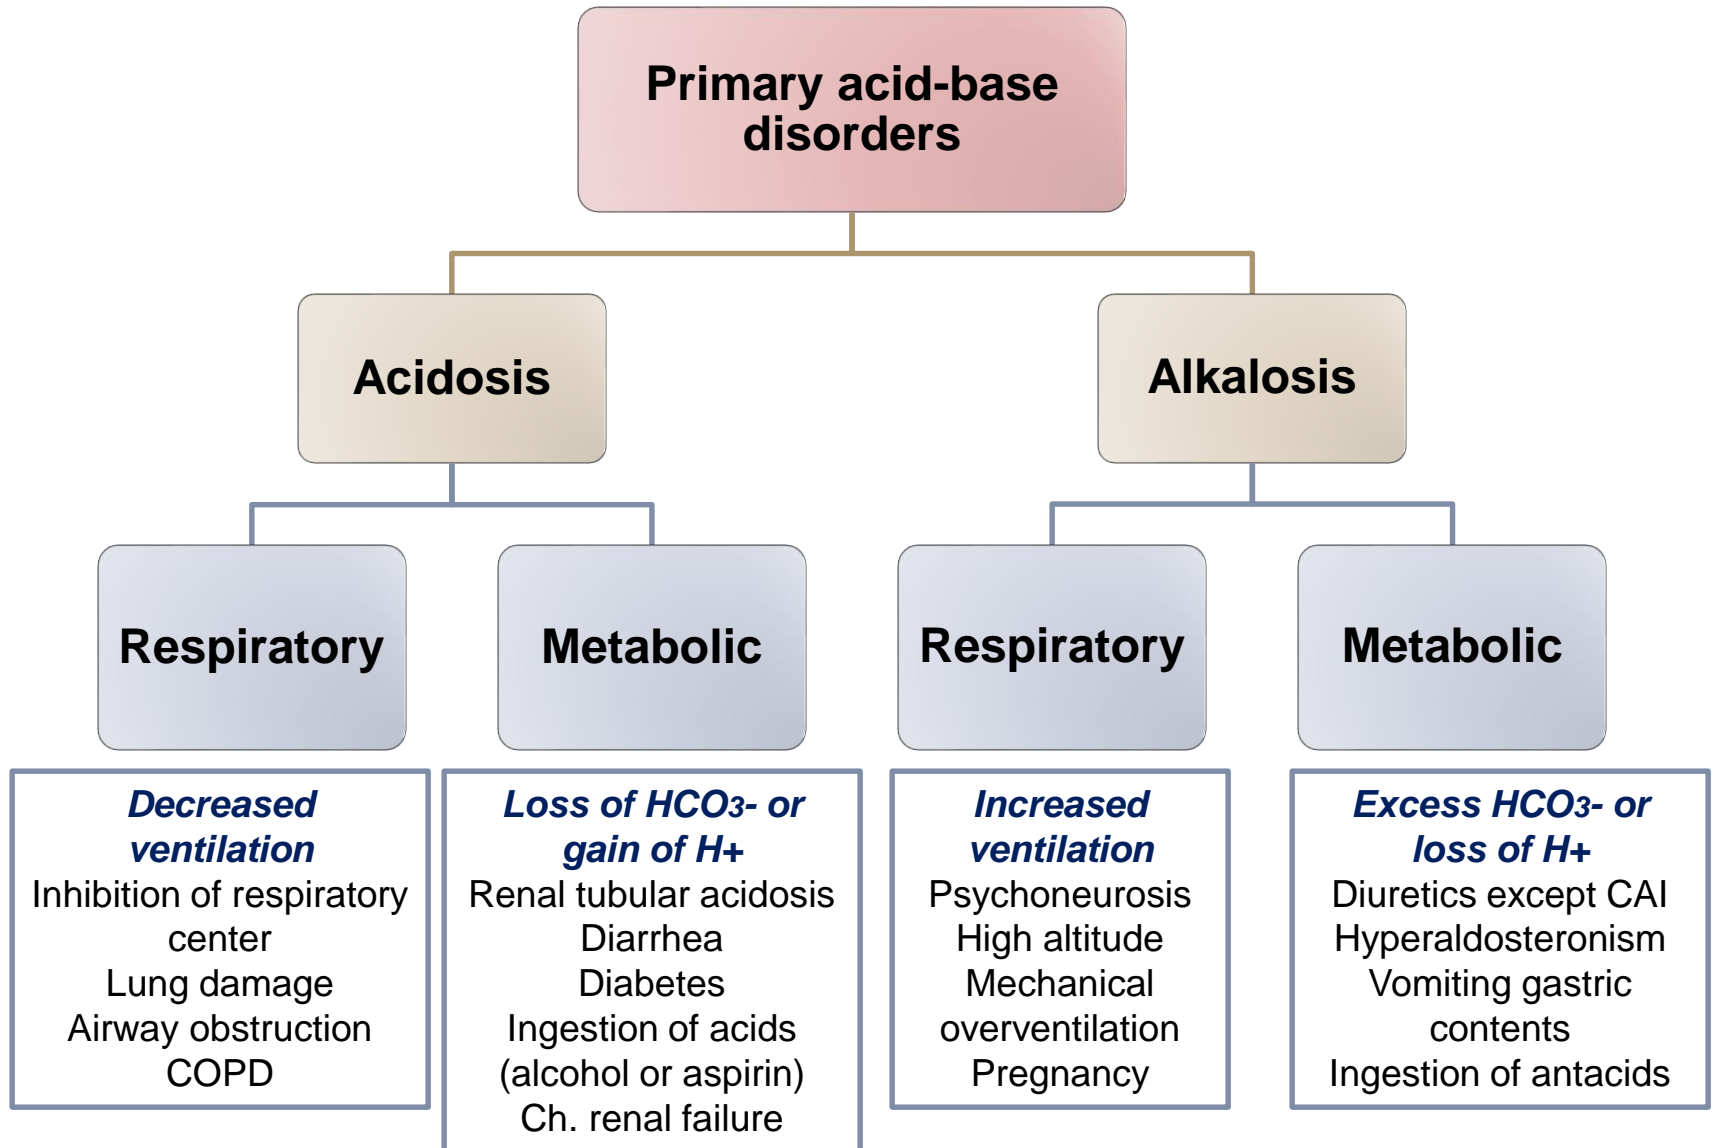 Primary acid-base
disorders
Acidosis
Alkalosis
Respiratory
Metabolic
Respiratory
Metabolic
Decreased
ventilation
Inhibition of respiratory
center
Lung damage
Airway obstruction
COPD
Loss of HCO3- or
gain of H+
Renal tubular acidosis
Diarrhea
Diabetes
Ingestion of acids
(alcohol or aspirin)
Ch. renal failure
Increased
ventilation
Psychoneurosis
High altitude
Mechanical
overventilation
Pregnancy
Excess HCO3- or
loss of H+
Diuretics except CAI
Hyperaldosteronism
Vomiting gastric
contents
Ingestion of antacids